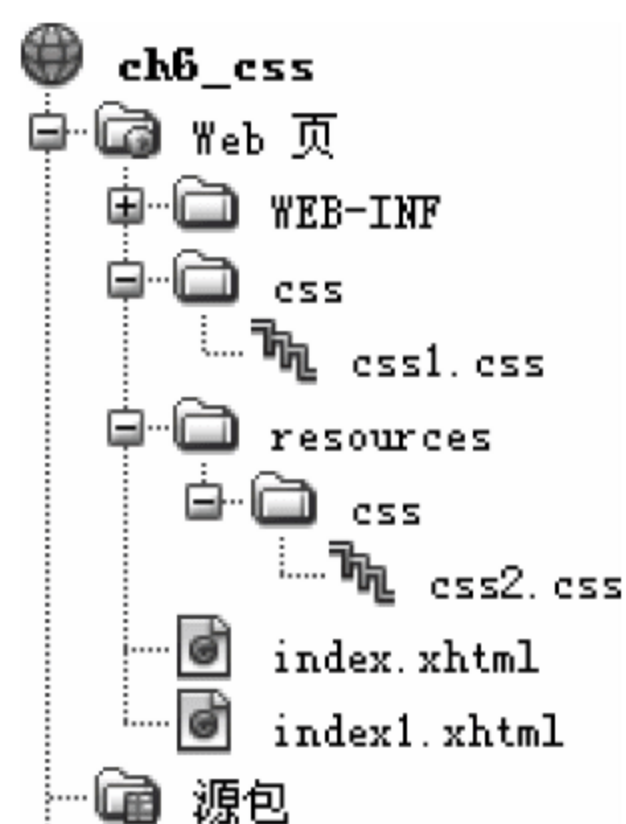 ch6_css
Web 页
WEB-INF
css
css1.css
resources
css
css2.css
index.xhtml
index1.xhtml
源包